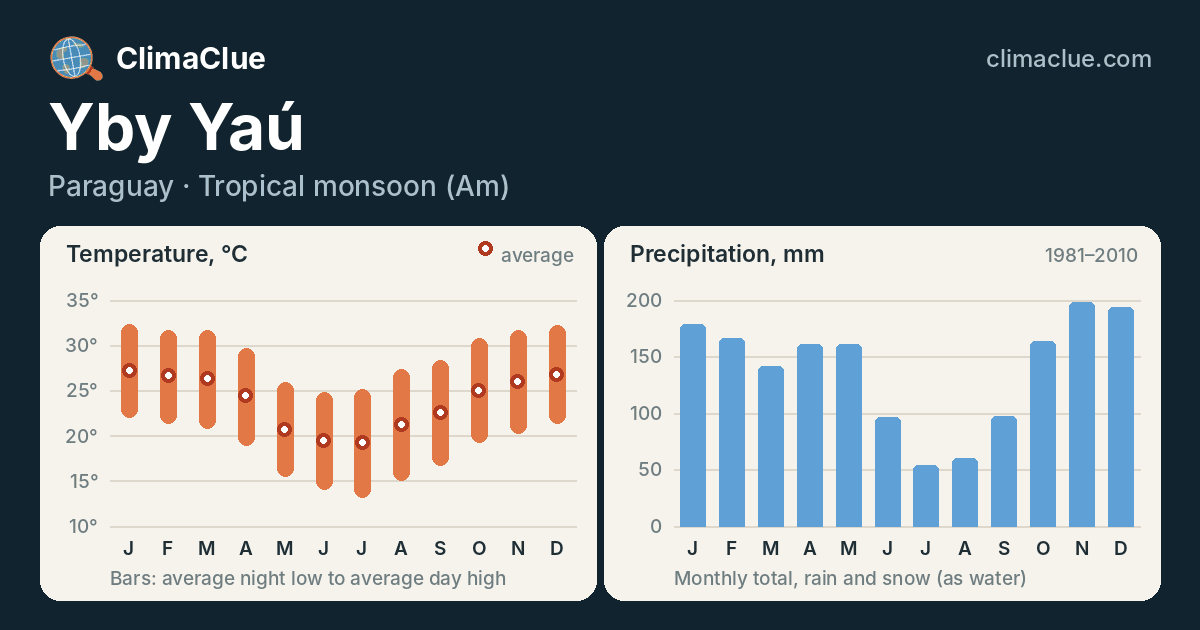 ClimaClue
climaclue.com
Yby Yaú
Paraguay · Tropical monsoon (Am)
Temperature, °C
average
35°
30°
25°
20°
15°
10°
J F M A M J J A S O N D
Bars: average night low to average day high
Precipitation, mm
1981–2010
200
150
100
50
0
J F M A M J J A S O N D
Monthly total, rain and snow (as water)